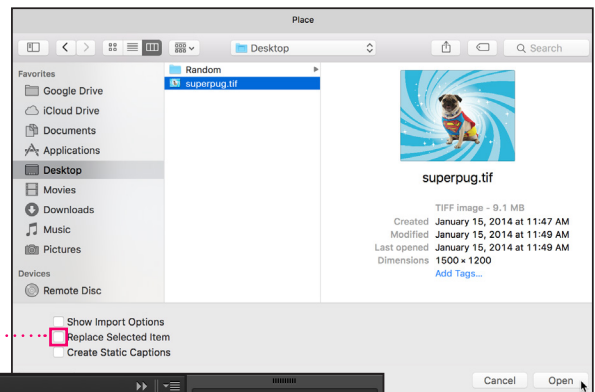 Place
Desktop
Search
Favorites
Google Drive
iCloud Drive
Documents
Applications
Desktop
Movies
Downloads
Music
Pictures
Devices
Remote Disc
Random
superpug.tif
superpug.tif
TIFF image - 9.1 MB
Created January 15, 2014 at 11:47 AM
Modified January 15, 2014 at 11:49 AM
Last opened January 15, 2014 at 11:49 AM
Dimensions 1500 × 1200
Add Tags...
Show Import Options
Replace Selected Item
Create Static Captions
Cancel Open